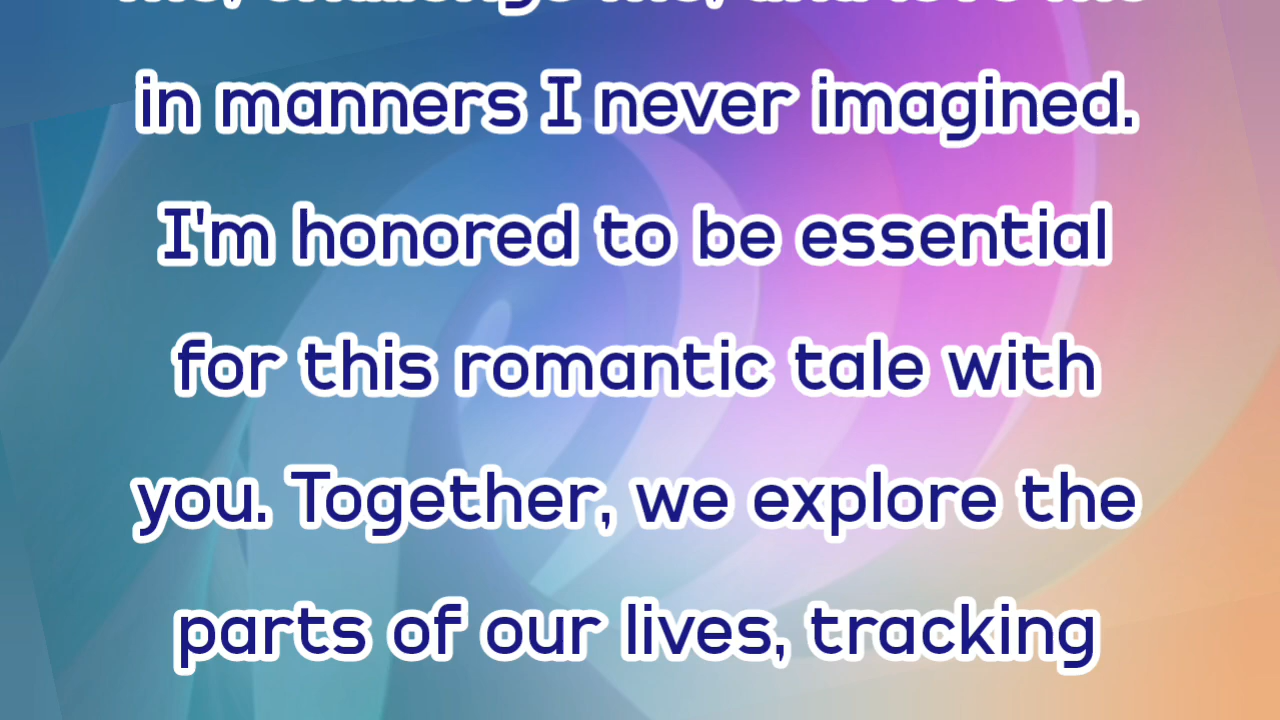 in manners I never imagined.
I'm honored to be essential
for this romantic tale with
you. Together, we explore the
parts of our lives, tracking